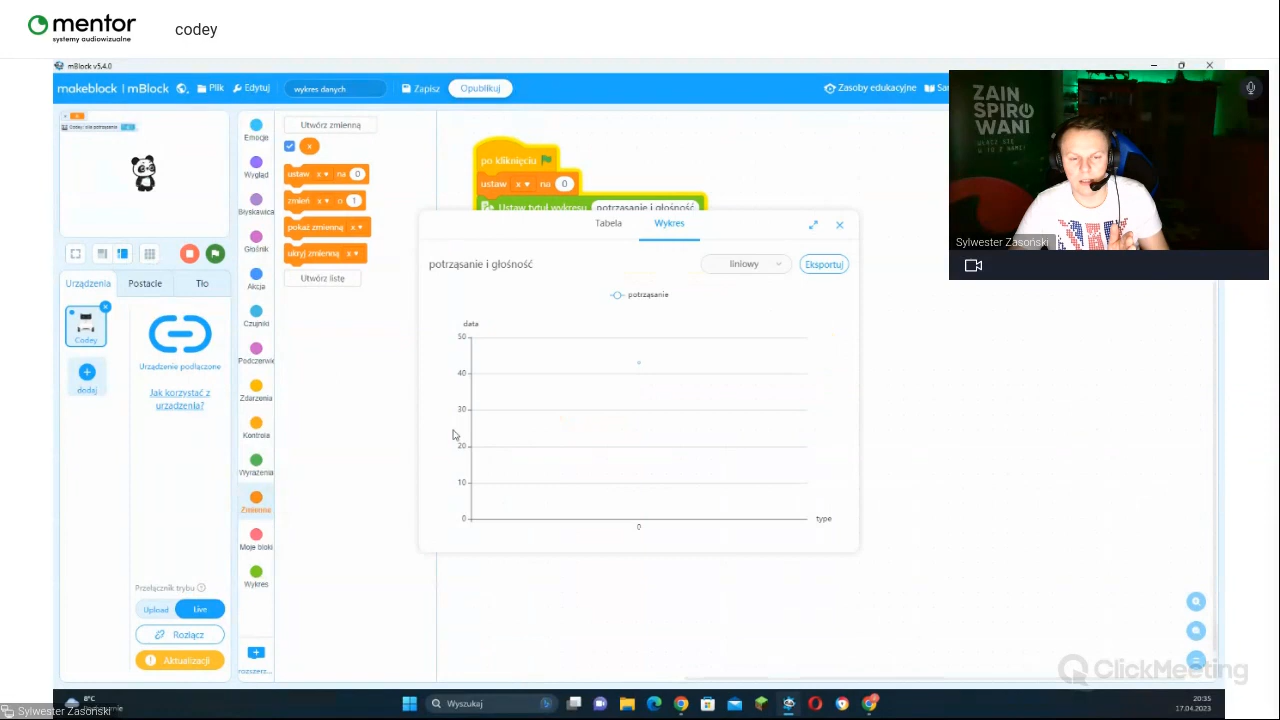 mentor
systemy audiowizualne
codey
mBlock v5.4.0
makeblock | mBlock
Plik
Edytuj
wykres danych
Zapisz
Opublikuj
Zasoby edukacyjne
ZAIN
SPIRO
WANI
Sylwester Zasoński
Emocje
Wygląd
Błyskawica
Głośnik
Akcja
Czujniki
Podczerwie
Zdarzenia
Kontrola
Wyrażenia
Zmienne
Moje bloki
Wykres
rozszerz...
Utwórz zmienną
x
ustaw x na 0
zmień x o 1
pokaż zmienną x
ukryj zmienną x
Utwórz listę
po kliknięciu
ustaw x na 0
Ustaw tytuł wykresu potrząsanie i głośność
Tabela
Wykres
potrząsanie i głośność
liniowy
Eksportuj
potrząsanie
data
50
40
30
20
10
0
0
type
Urządzenia
Postacie
Tło
Codey
dodaj
Urządzenie podłączone
Jak korzystać z
urządzenia?
Przełącznik trybu
Upload
Live
Rozłącz
Aktualizacji
ClickMeeting
8°C
Wyszukaj
20:35
17.04.2023
Sylwester Zasoński